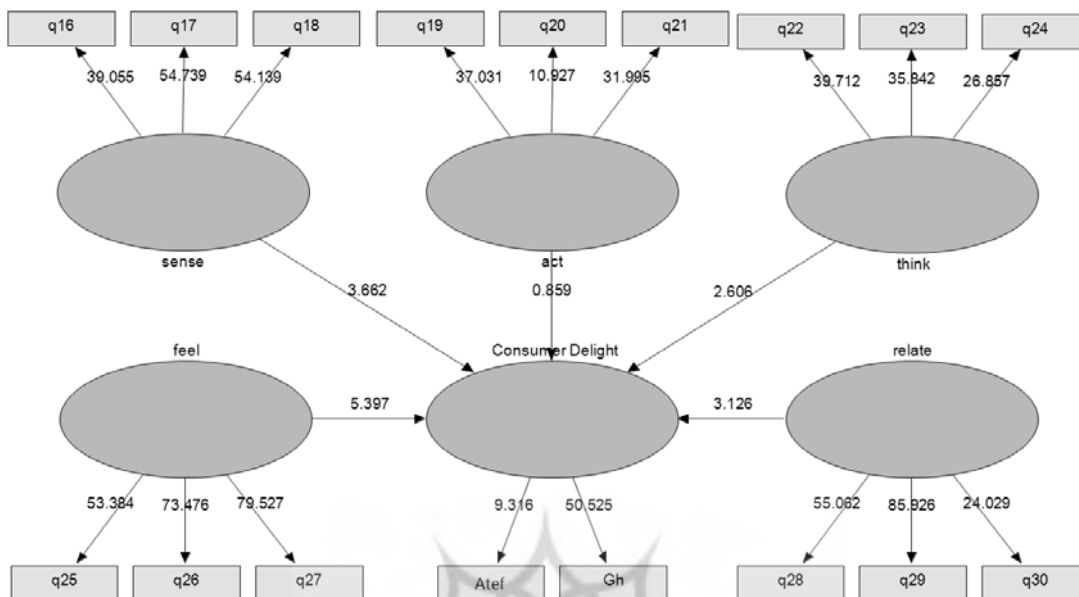 q16 q17 q18 q19 q20 q21 q22 q23 q24
39.055 54.739 54.139 37.031 10.927 31.995 39.712 35.842 26.857
sense act think
3.662 0.859 2.606
feel Consumer Delight relate
5.397 3.126
53.384 73.476 79.527 9.316 50.525 55.062 85.926 24.029
q25 q26 q27 Atef Gh q28 q29 q30